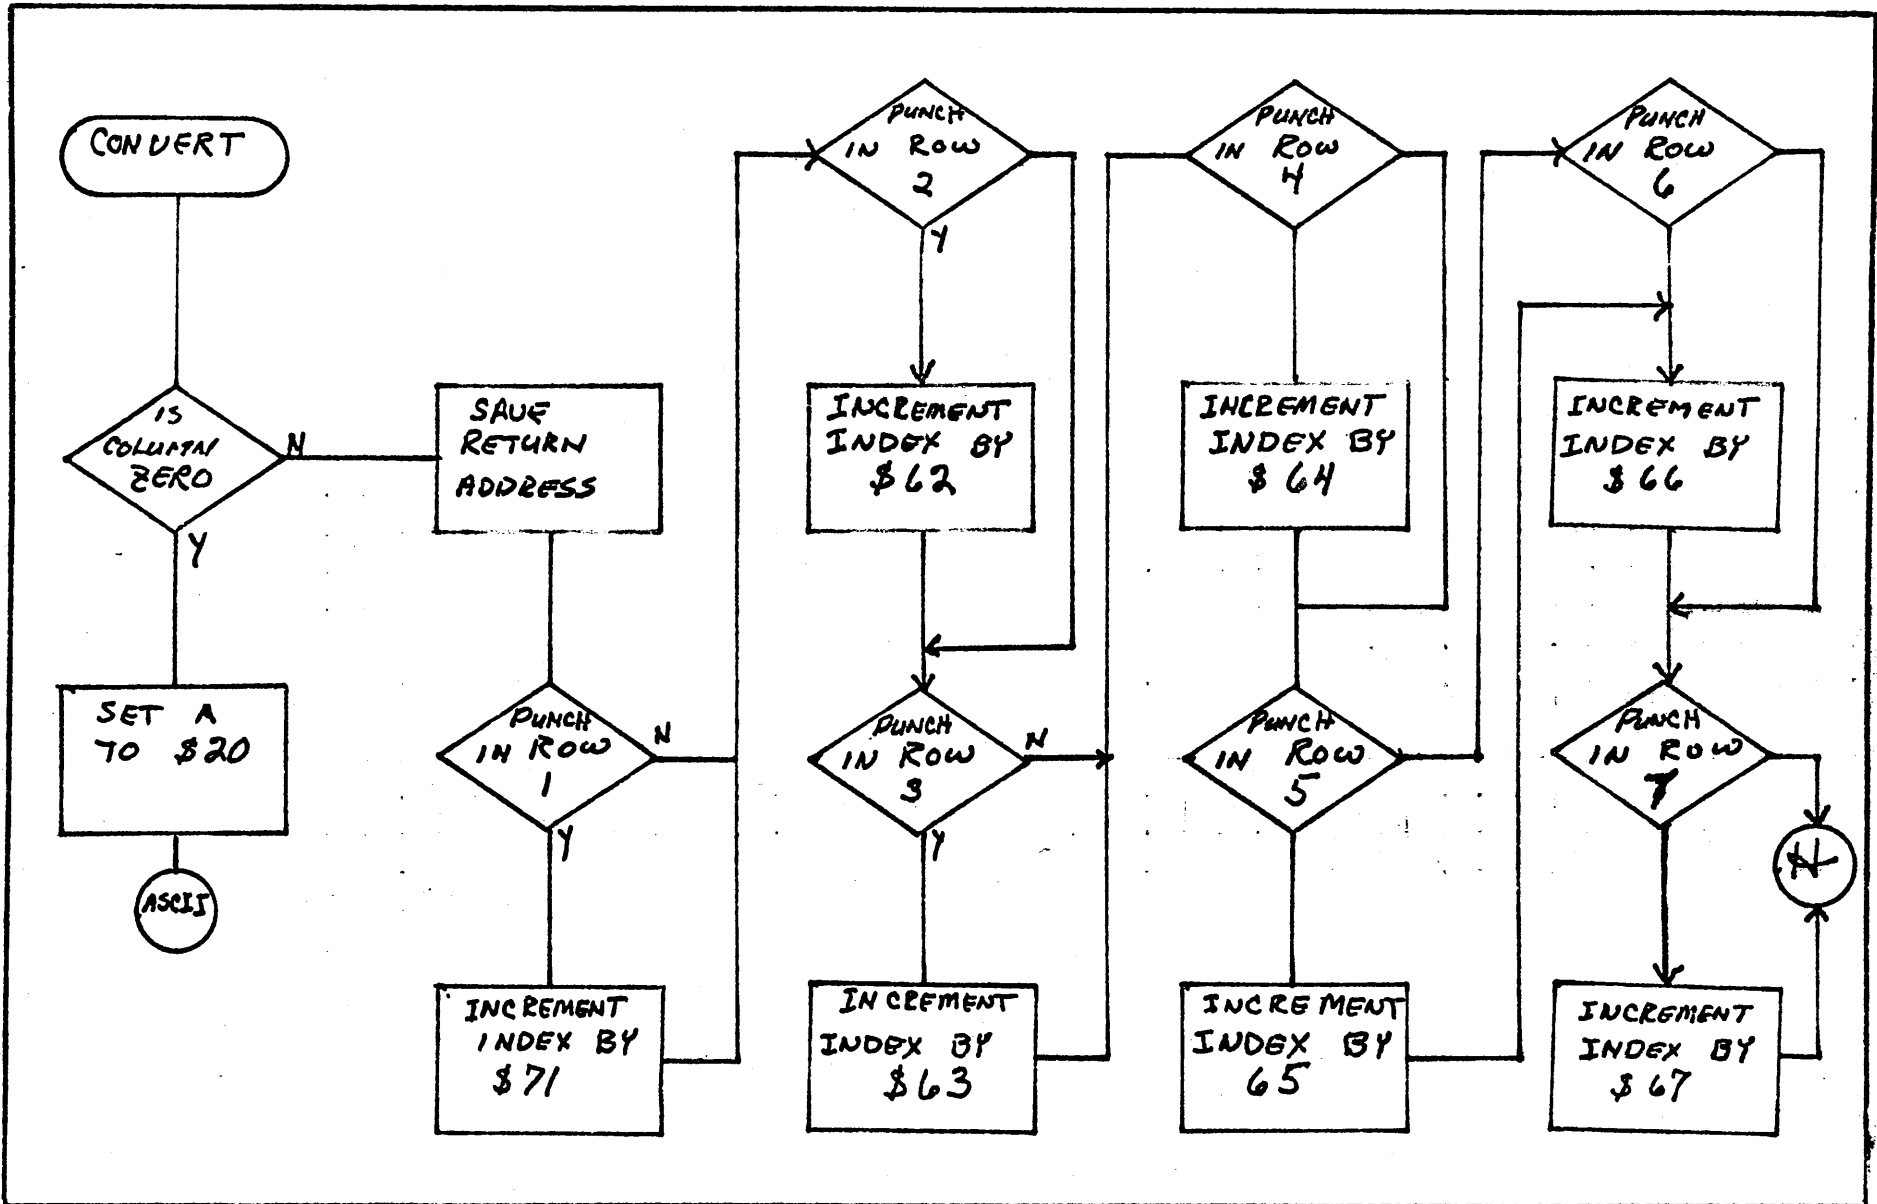 CONVERT
IS
COLUMN
ZERO
N
Y
SET A
TO $20
ASCII
SAVE
RETURN
ADDRESS
PUNCH
IN ROW
1
N
Y
INCREMENT
INDEX BY
$71
PUNCH
IN ROW
2
Y
INCREMENT
INDEX BY
$62
PUNCH
IN ROW
3
N
Y
INCREMENT
INDEX BY
$63
PUNCH
IN ROW
4
INCREMENT
INDEX BY
$64
PUNCH
IN ROW
5
INCREMENT
INDEX BY
65
PUNCH
IN ROW
6
INCREMENT
INDEX BY
$66
PUNCH
IN ROW
7
INCREMENT
INDEX BY
$67